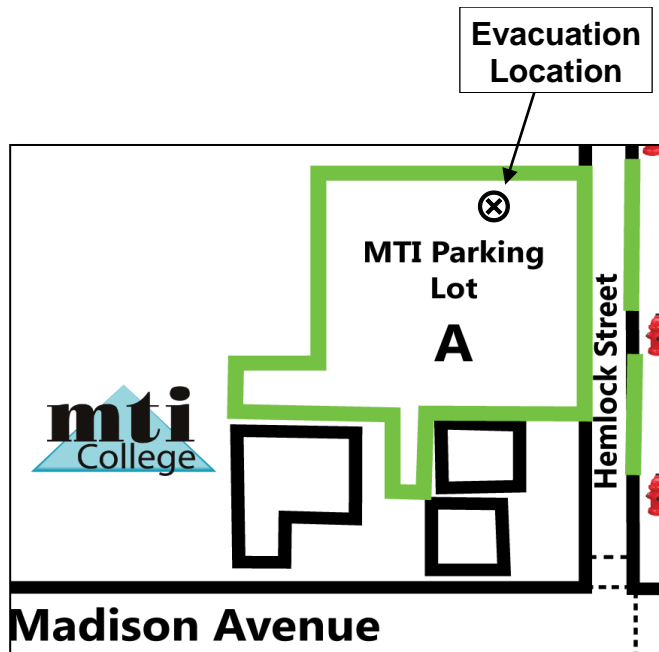 Evacuation
Location
MTI Parking
Lot
A
Hemlock Street
mti
College
Madison Avenue